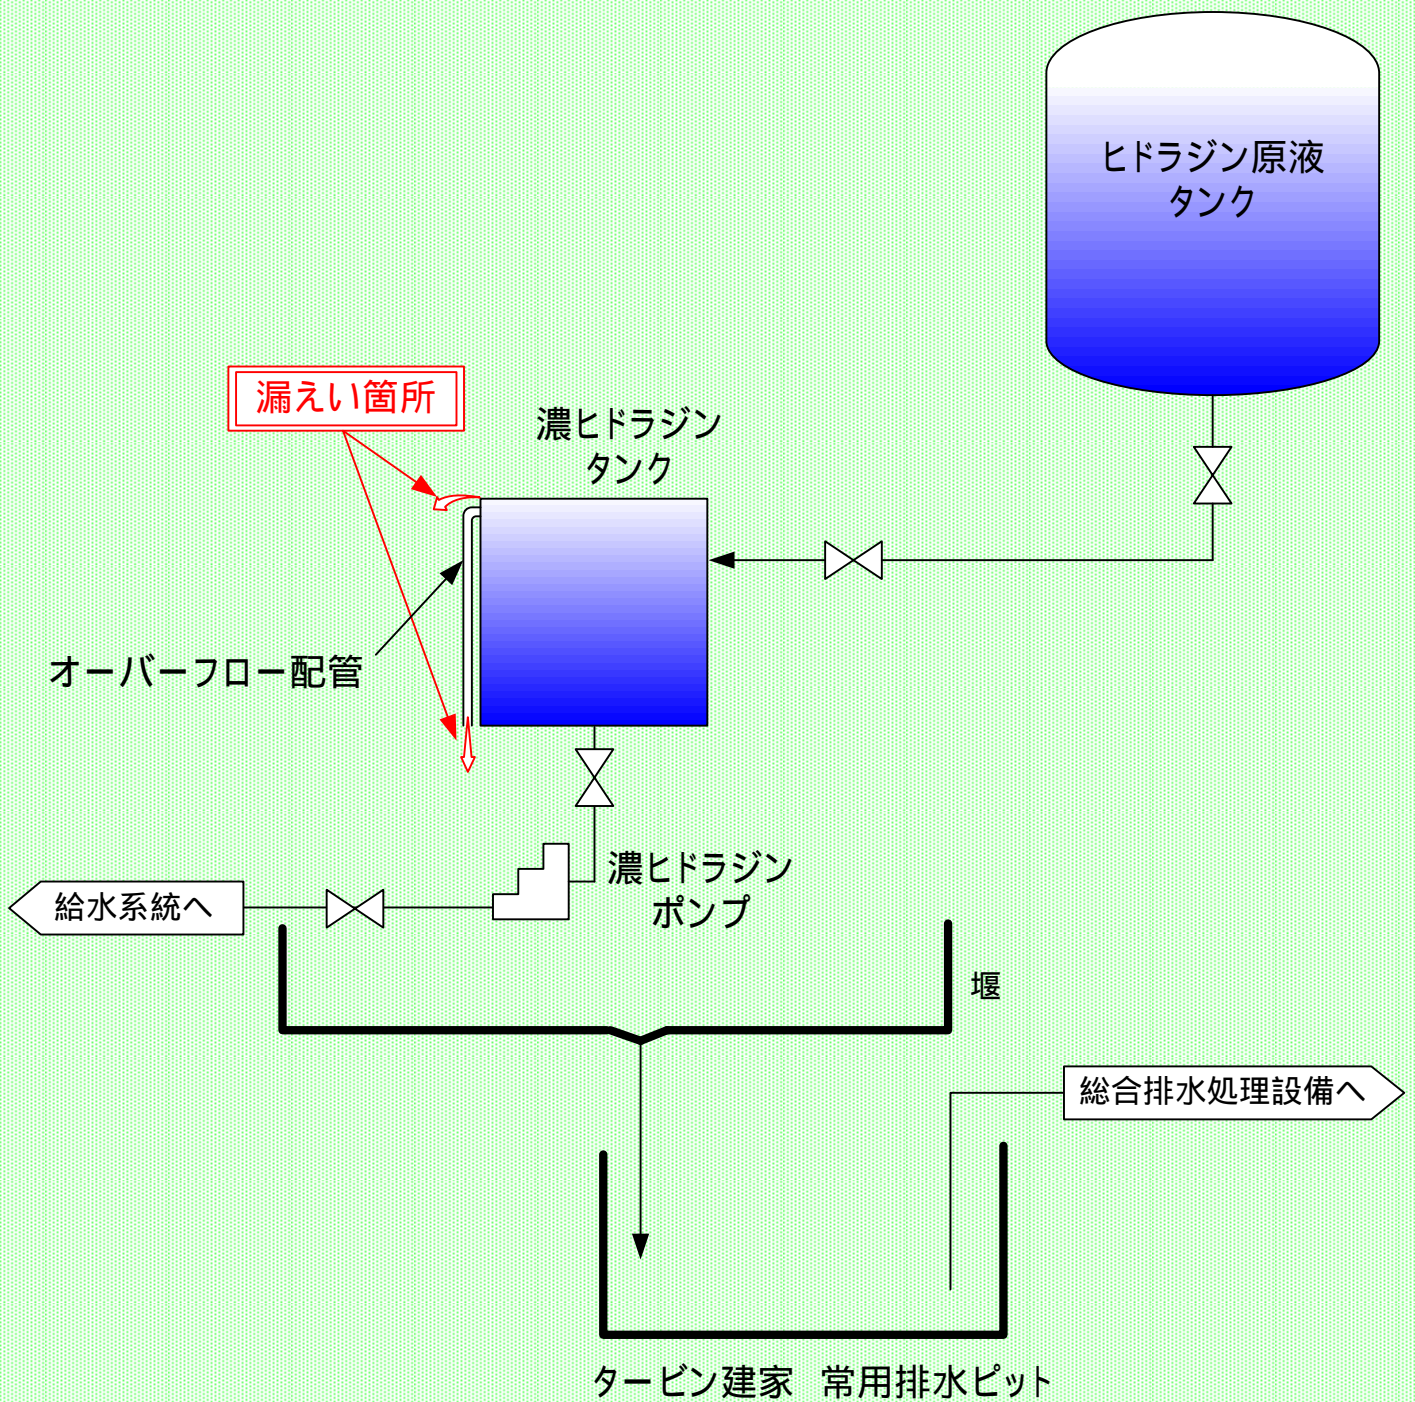 ヒドラジン原液
タンク
漏えい箇所
濃ヒドラジン
タンク
オーバーフロー配管
濃ヒドラジン
ポンプ
給水系統へ
堰
総合排水処理設備へ
タービン建家　常用排水ピット